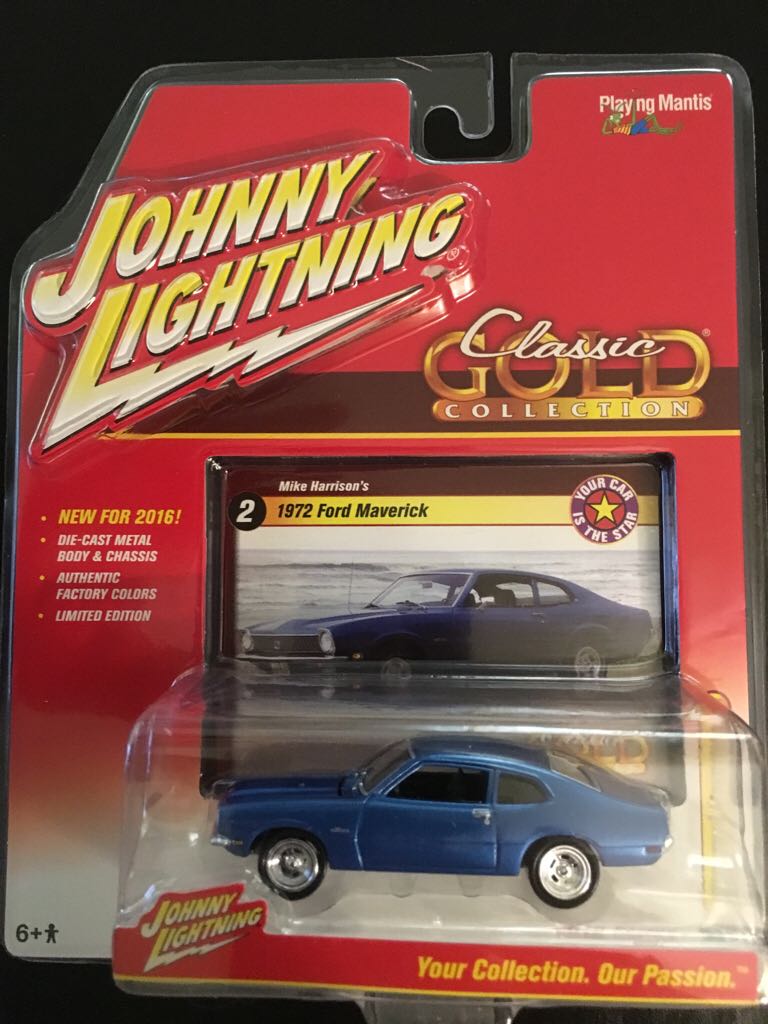 Playing Mantis
JOHNNY
LIGHTNING®
Classic
GOLD®
COLLECTION
Mike Harrison's
2 1972 Ford Maverick
YOUR CAR
IS THE STAR
• NEW FOR 2016!
• DIE-CAST METAL
BODY & CHASSIS
• AUTHENTIC
FACTORY COLORS
• LIMITED EDITION
GOLD
6+
JOHNNY
LIGHTNING
Your Collection. Our Passion.™